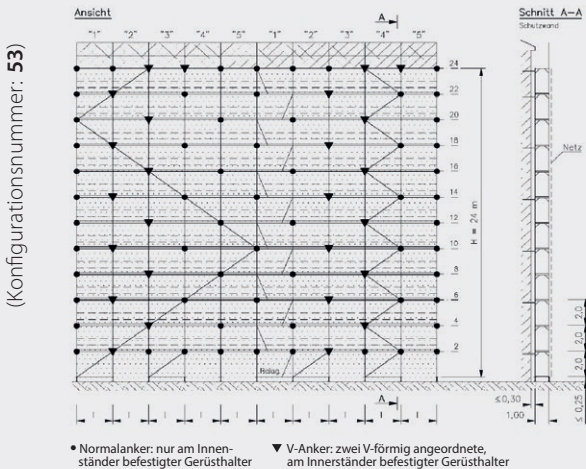 (Konfigurationsnummer: 53)
Ansicht
A
Schnitt A–A
Schutzwand
"1" "2" "3" "4" "5" "1" "2" "3" "4" "5"
24
22
20
18
16
14
12
10
8
6
4
2
H = 24 m
Netz
2,0
2,0
2,0
≤ 0,25
≤0,30
1,00
A
l l l l l l l l l l
• Normalanker: nur am Innen-
ständer befestigter Gerüsthalter
▼ V-Anker: zwei V-förmig angeordnete,
am Innerständer befestigter Gerüsthalter